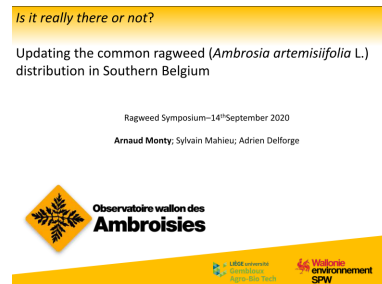 Is it really there or not?
Updating the common ragweed (Ambrosia artemisiifolia L.)
distribution in Southern Belgium
Ragweed Symposium–14thSeptember 2020
Arnaud Monty; Sylvain Mahieu; Adrien Delforge
Observatoire wallon des
Ambroisies
LIÈGE université
Gembloux
Agro-Bio Tech
Wallonie
environnement
SPW